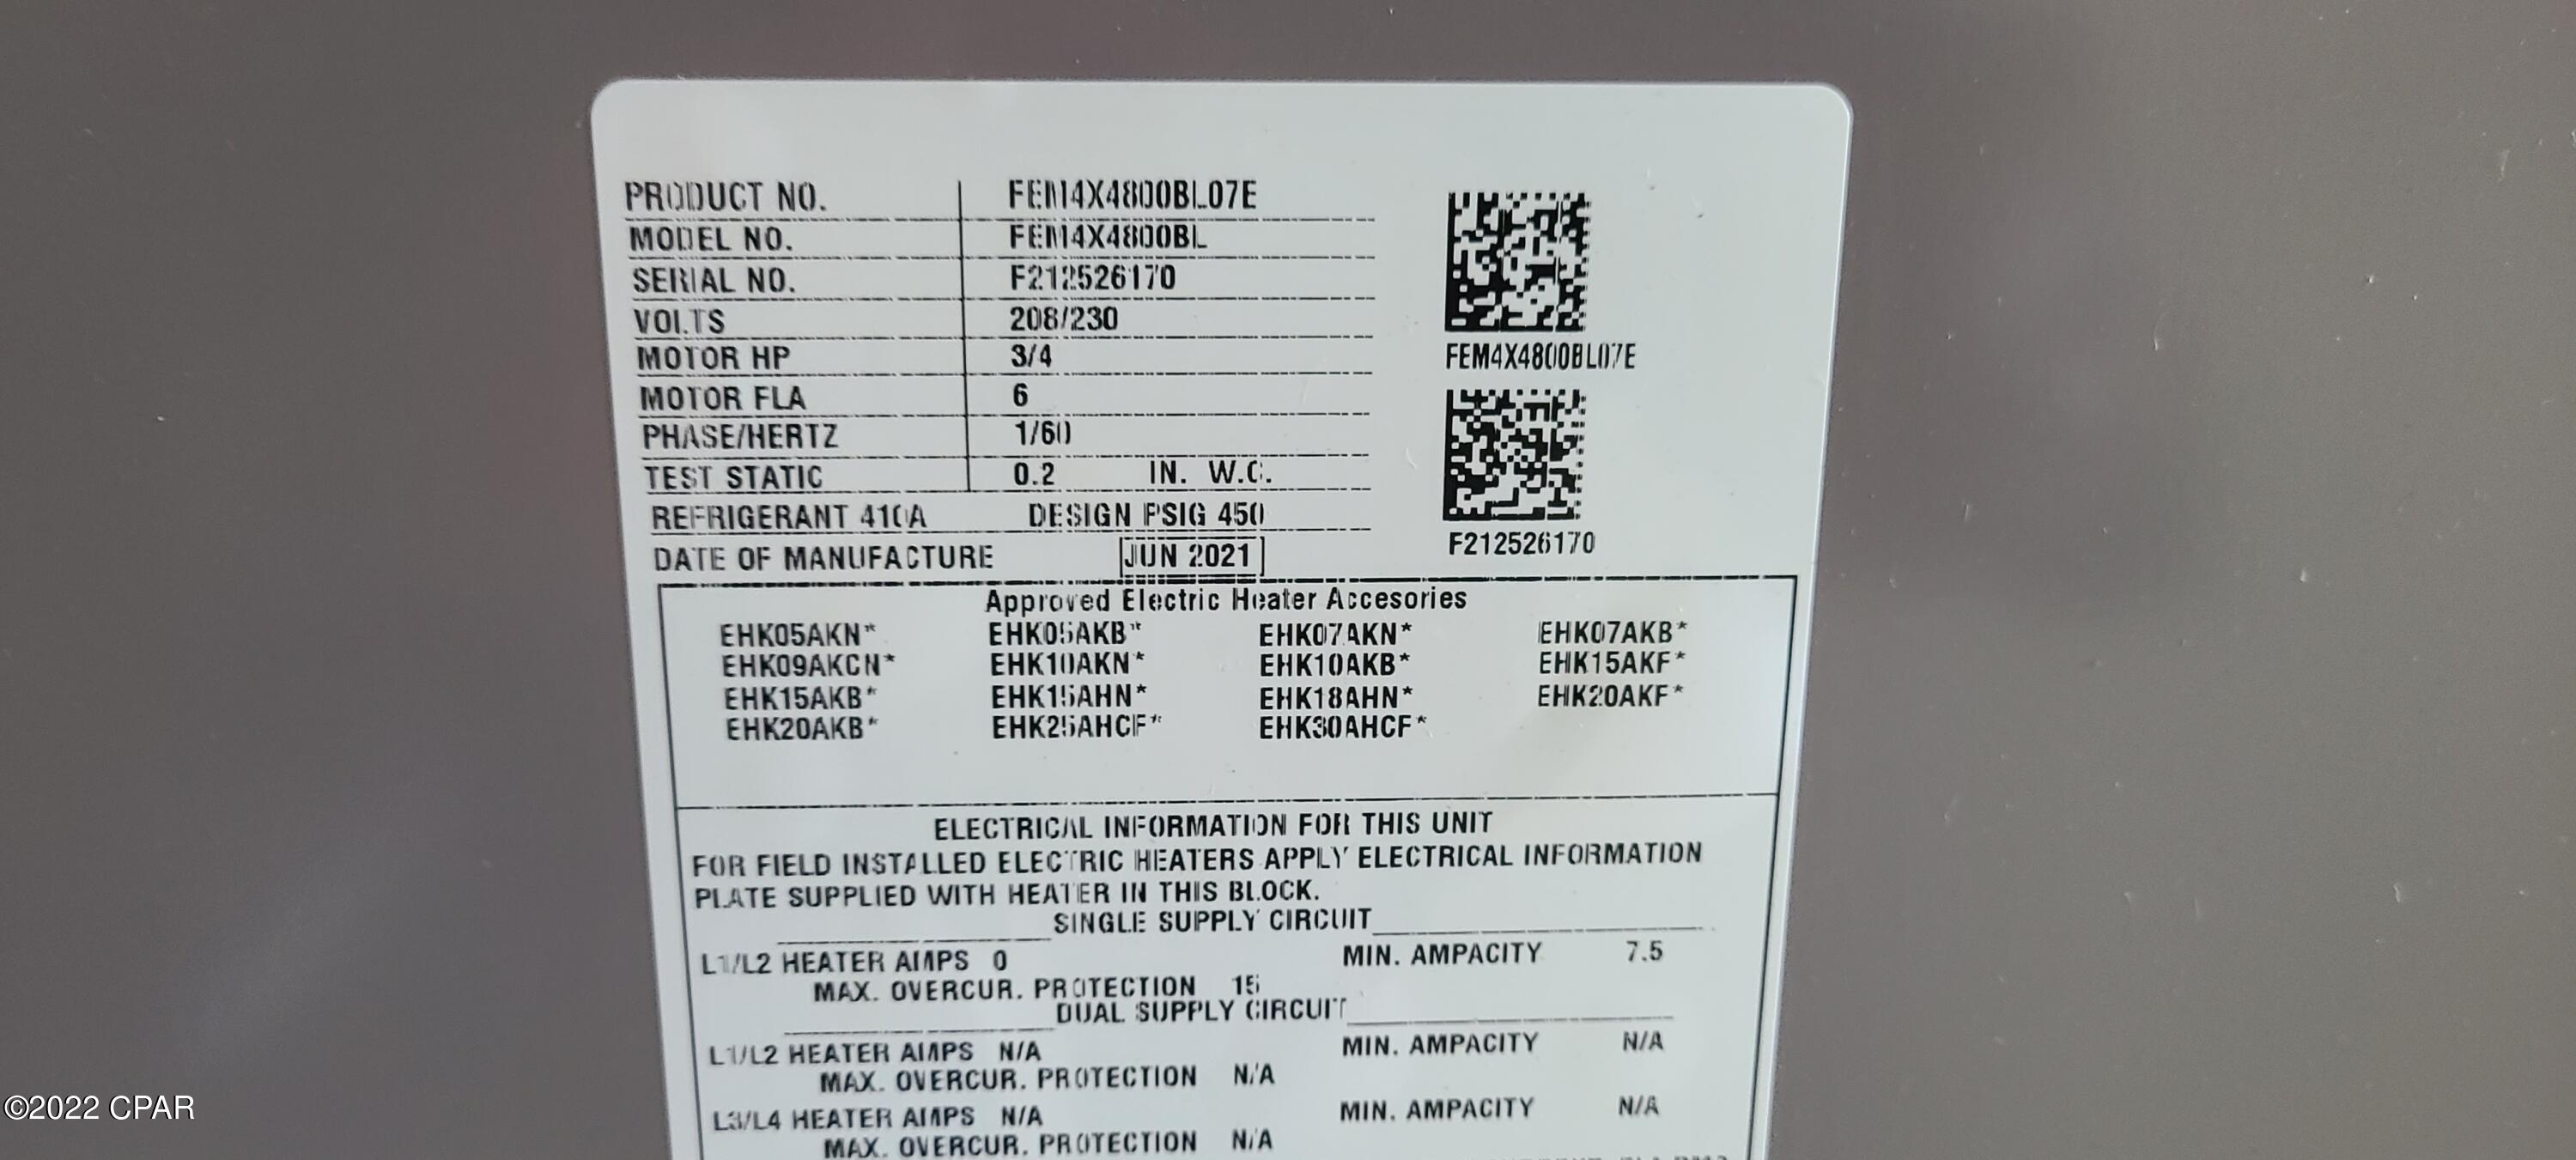 PRODUCT NO. FEM4X4800BL07E
MODEL NO. FEM4X4800BL
SERIAL NO. F212526170
VOLTS 208/230
MOTOR HP 3/4
MOTOR FLA 6
PHASE/HERTZ 1/60
TEST STATIC 0.2 IN. W.C.
REFRIGERANT 410A DESIGN PSIG 450
DATE OF MANUFACTURE JUN 2021
FEM4X4800BL07E
F212526170
Approved Electric Heater Accesories
EHK05AKN* EHK05AKB* EHK07AKN* EHK07AKB*
EHK09AKCN* EHK10AKN* EHK10AKB* EHK15AKF*
EHK15AKB* EHK15AHN* EHK18AHN* EHK20AKF*
EHK20AKB* EHK25AHCF* EHK30AHCF*
ELECTRICAL INFORMATION FOR THIS UNIT
FOR FIELD INSTALLED ELECTRIC HEATERS APPLY ELECTRICAL INFORMATION
PLATE SUPPLIED WITH HEATER IN THIS BLOCK.
SINGLE SUPPLY CIRCUIT
L1/L2 HEATER AMPS 0 MIN. AMPACITY 7.5
MAX. OVERCUR. PROTECTION 15
DUAL SUPPLY CIRCUIT
L1/L2 HEATER AMPS N/A MIN. AMPACITY N/A
MAX. OVERCUR. PROTECTION N/A
L3/L4 HEATER AMPS N/A MIN. AMPACITY N/A
MAX. OVERCUR. PROTECTION N/A
©2022 CPAR